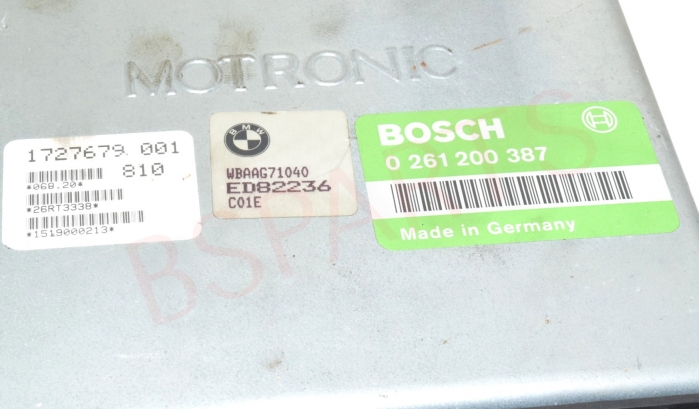 MOTRONIC
1727679 001
810
*068.20*
*26RT3338*
*1519000213*
BMW
WBAAG71040
ED82236
C01E
BOSCH
0 261 200 387
Made in Germany
BSPARTS